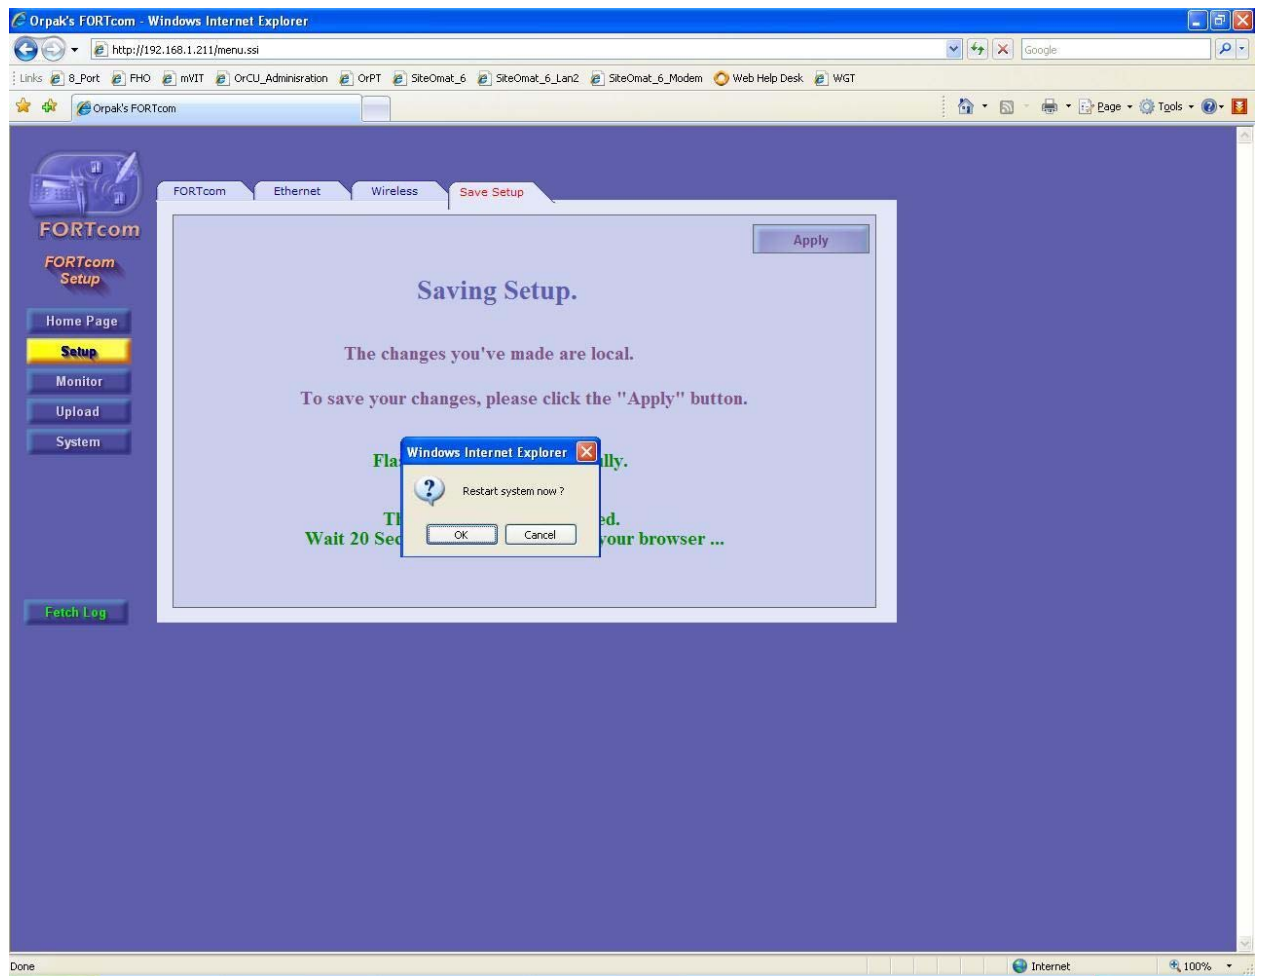 Orpak's FORTcom - Windows Internet Explorer
http://192.168.1.211/menu.ssi
Google
Links 8_Port FHO mVIT OrCU_Adminisration OrPT SiteOmat_6 SiteOmat_6_Lan2 SiteOmat_6_Modem Web Help Desk WGT
Orpak's FORTcom
Page Tools
FORTcom Ethernet Wireless Save Setup
FORTcom
FORTcom
Setup
Home Page
Setup
Monitor
Upload
System
Fetch Log
Apply
Saving Setup.
The changes you've made are local.
To save your changes, please click the "Apply" button.
Windows Internet Explorer
Restart system now ?
OK Cancel
Wait 20 your browser ...
Done Internet 100%